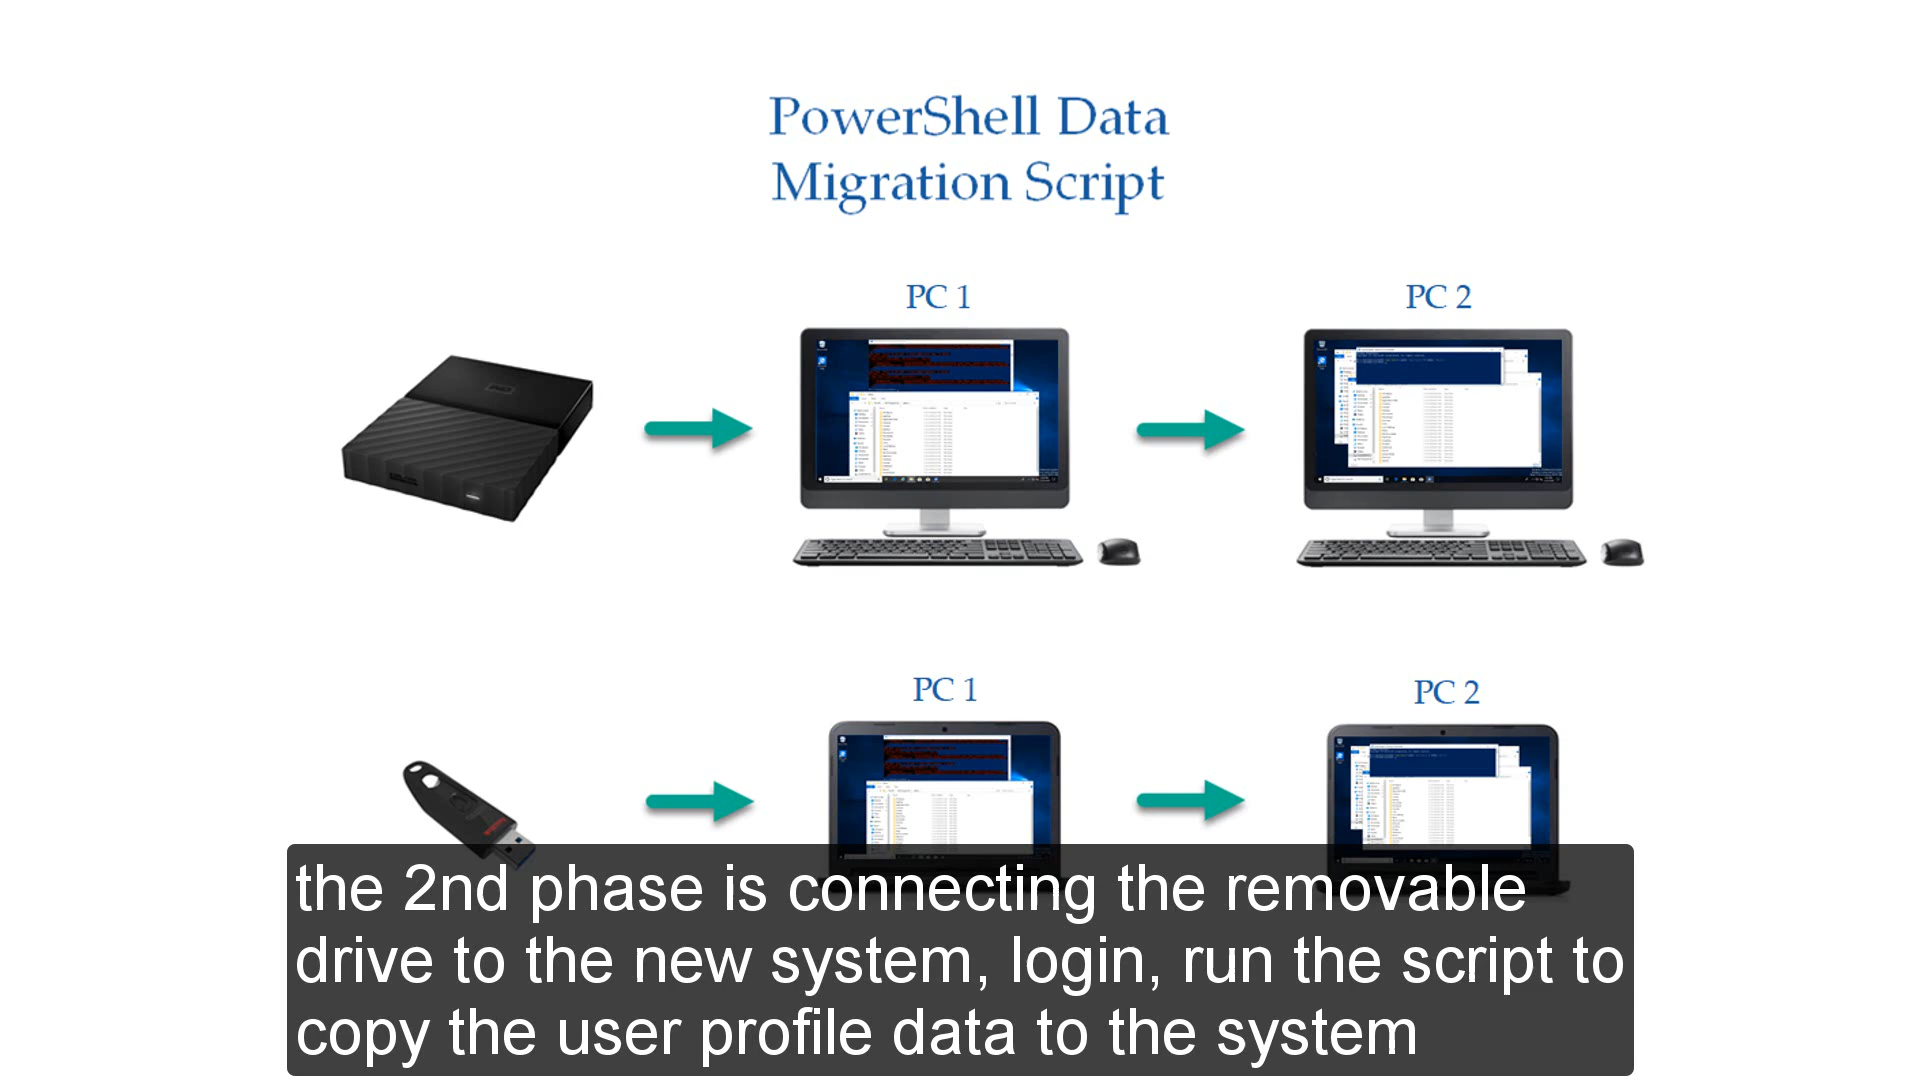 PowerShell Data
Migration Script
PC 1
PC 2
PC 1
PC 2
the 2nd phase is connecting the removable
drive to the new system, login, run the script to
copy the user profile data to the system